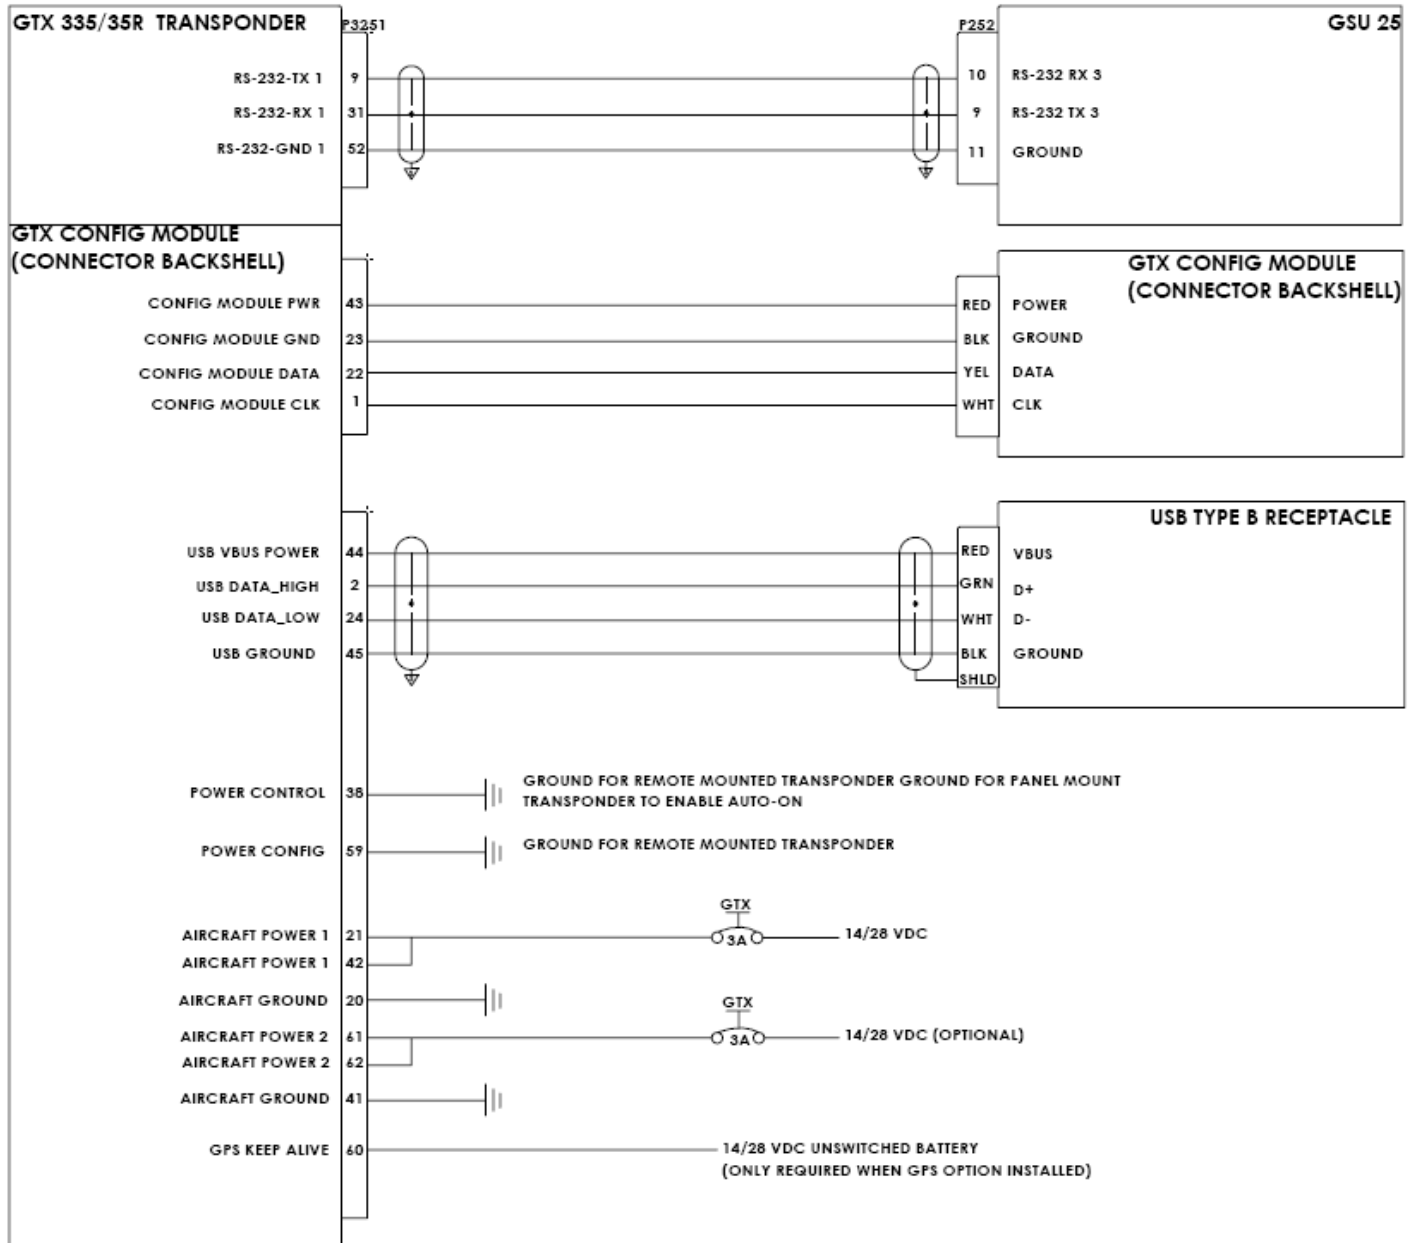 GTX 335/35R TRANSPONDER
P3251
P252
GSU 25
RS-232-TX 1 9 10 RS-232 RX 3
RS-232-RX 1 31 9 RS-232 TX 3
RS-232-GND 1 52 11 GROUND
GTX CONFIG MODULE
(CONNECTOR BACKSHELL)
GTX CONFIG MODULE
(CONNECTOR BACKSHELL)
CONFIG MODULE PWR 43 RED POWER
CONFIG MODULE GND 23 BLK GROUND
CONFIG MODULE DATA 22 YEL DATA
CONFIG MODULE CLK 1 WHT CLK
USB TYPE B RECEPTACLE
USB VBUS POWER 44 RED VBUS
USB DATA_HIGH 2 GRN D+
USB DATA_LOW 24 WHT D-
USB GROUND 45 BLK GROUND
SHLD
POWER CONTROL 38
GROUND FOR REMOTE MOUNTED TRANSPONDER GROUND FOR PANEL MOUNT
TRANSPONDER TO ENABLE AUTO-ON
POWER CONFIG 59 GROUND FOR REMOTE MOUNTED TRANSPONDER
GTX
AIRCRAFT POWER 1 21 3A 14/28 VDC
AIRCRAFT POWER 1 42
AIRCRAFT GROUND 20
GTX
AIRCRAFT POWER 2 61 3A 14/28 VDC (OPTIONAL)
AIRCRAFT POWER 2 62
AIRCRAFT GROUND 41
GPS KEEP ALIVE 60 14/28 VDC UNSWITCHED BATTERY
(ONLY REQUIRED WHEN GPS OPTION INSTALLED)